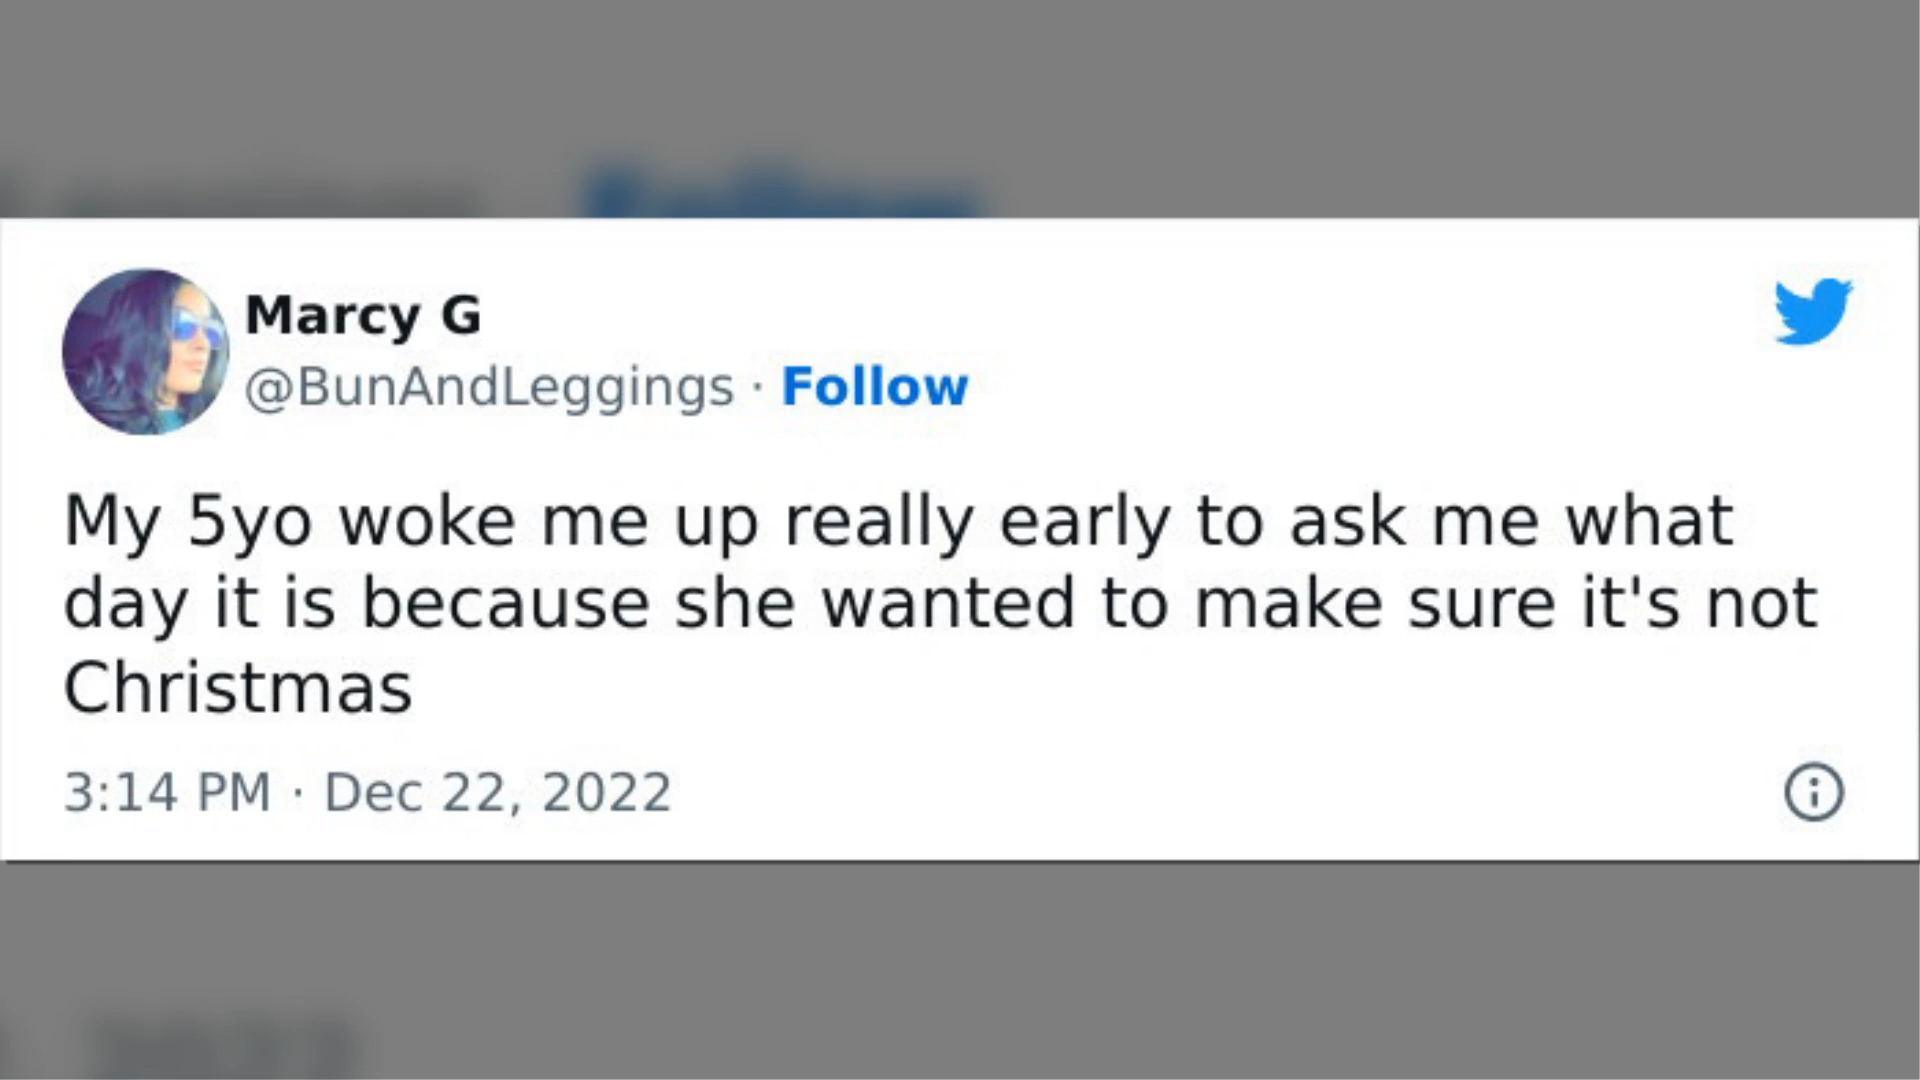 Marcy G
@BunAndLeggings · Follow
My 5yo woke me up really early to ask me what
day it is because she wanted to make sure it's not
Christmas
3:14 PM · Dec 22, 2022